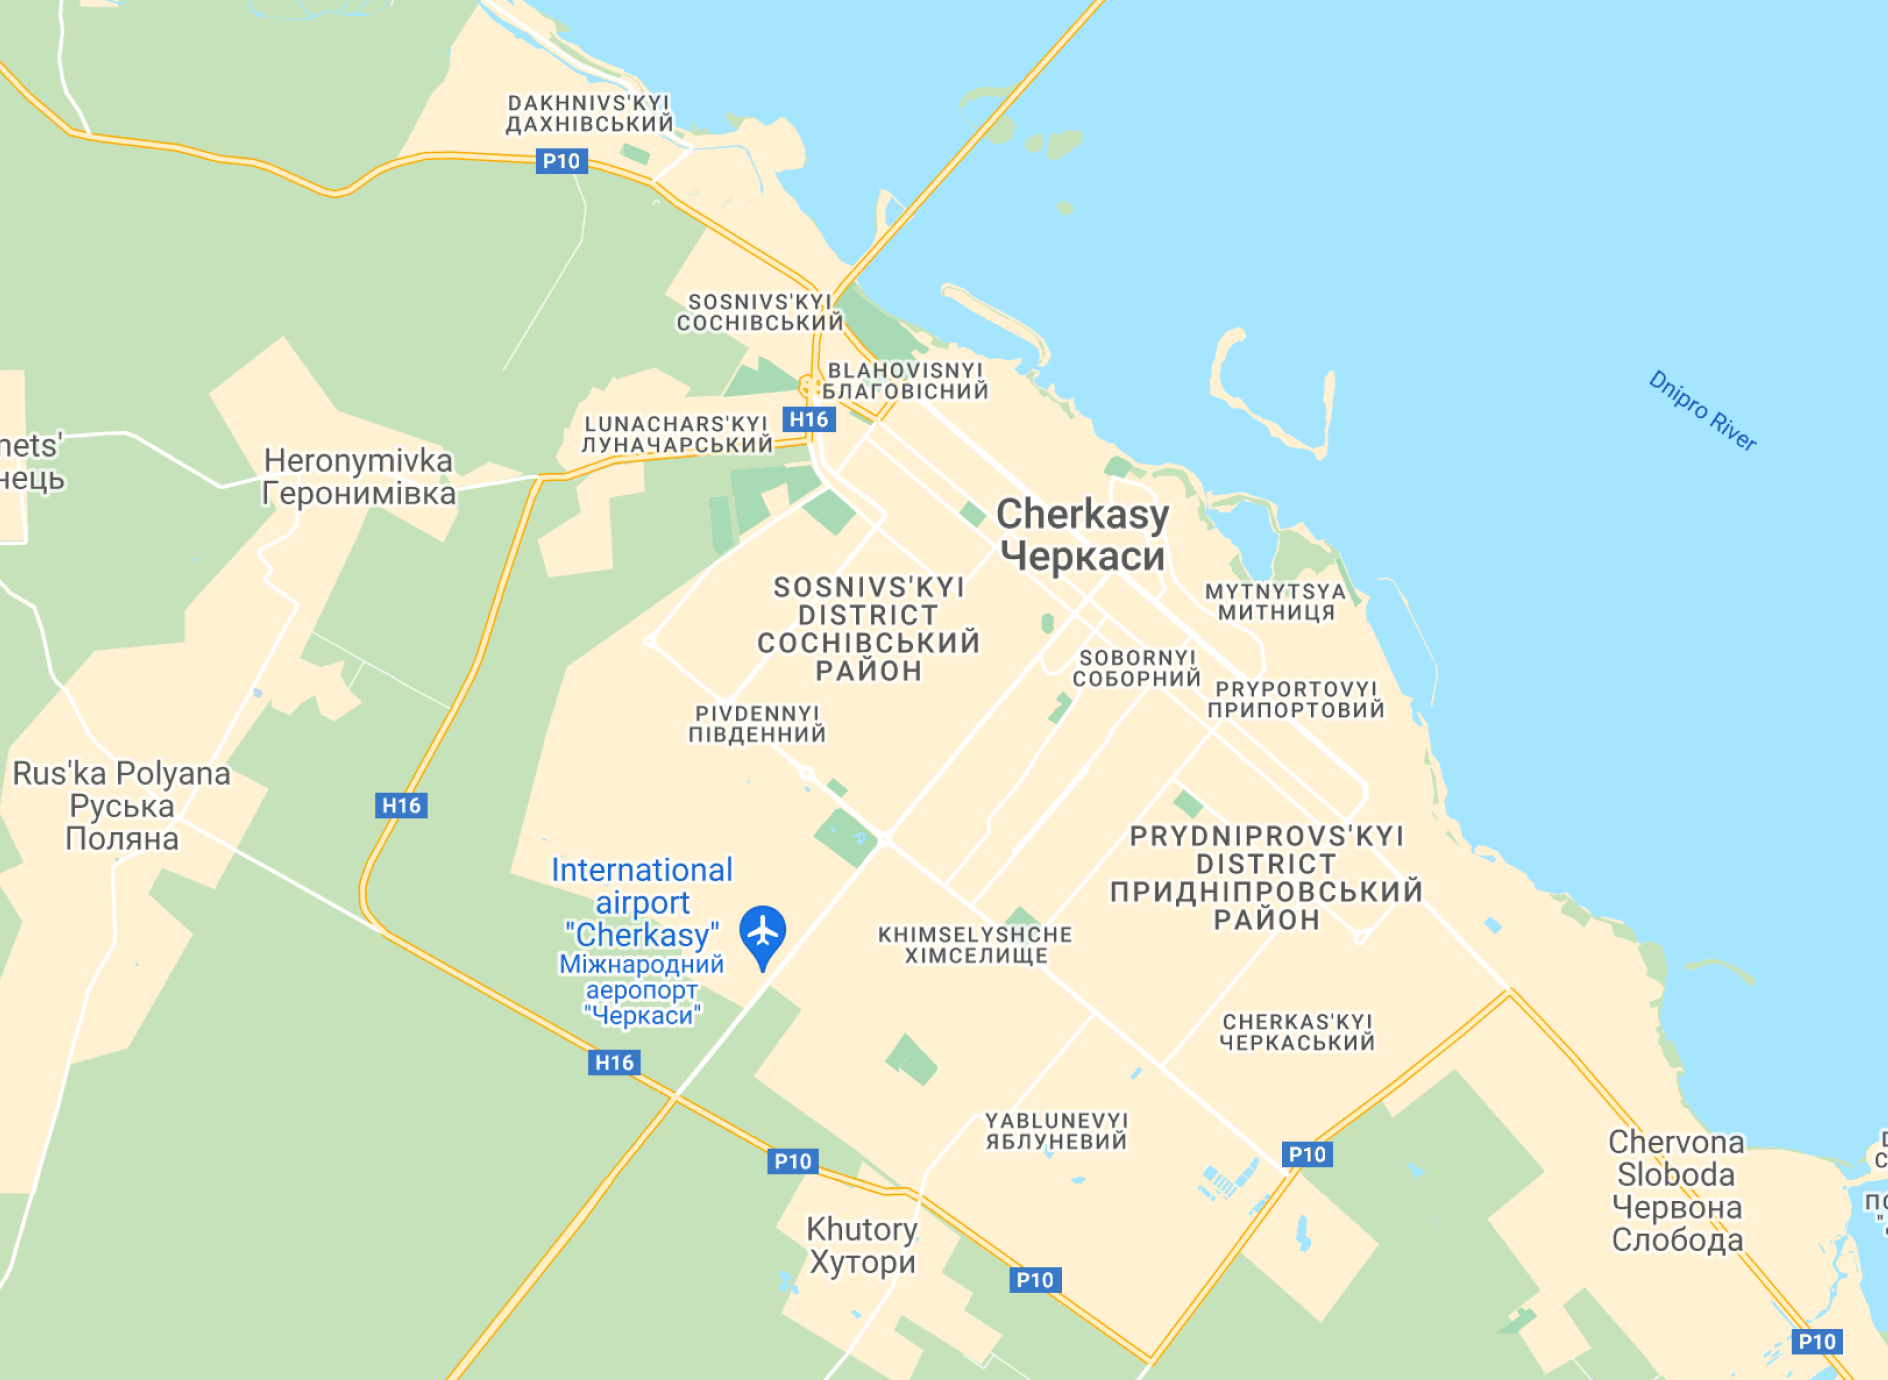 DAKHNIVS'KYI
ДАХНІВСЬКИЙ
P10
SOSNIVS'KYI
СОСНІВСЬКИЙ
BLAHOVISNYI
БЛАГОВІСНИЙ
H16
LUNACHARS'KYI
ЛУНАЧАРСЬКИЙ
Dnipro River
nets'
нець
Heronymivka
Геронимівка
Cherkasy
Черкаси
SOSNIVS'KYI
DISTRICT
СОСНІВСЬКИЙ
РАЙОН
MYTNYTSYA
МИТНИЦЯ
SOBORNYI
СОБОРНИЙ
PRYPORTOVYI
ПРИПОРТОВИЙ
PIVDENNYI
ПІВДЕННИЙ
Rus'ka Polyana
Руська
Поляна
H16
International
airport
"Cherkasy"
Міжнародний
аеропорт
"Черкаси"
PRYDNIPROVS'KYI
DISTRICT
ПРИДНІПРОВСЬКИЙ
РАЙОН
KHIMSELYSHCHE
ХІМСЕЛИЩЕ
CHERKAS'KYI
ЧЕРКАСЬКИЙ
H16
YABLUNEVYI
ЯБЛУНЕВИЙ
P10
P10
Chervona
Sloboda
Червона
Слобода
Khutory
Хутори
P10
P10